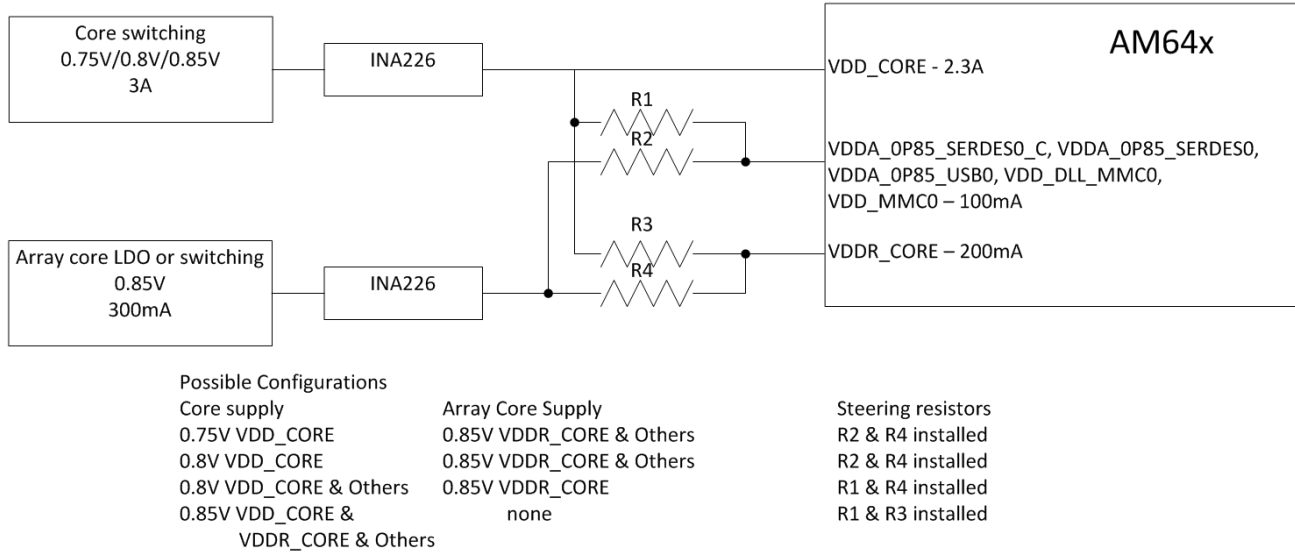 Core switching
0.75V/0.8V/0.85V
3A
INA226
AM64x
VDD_CORE - 2.3A
R1
R2
VDDA_0P85_SERDES0_C, VDDA_0P85_SERDES0,
VDDA_0P85_USB0, VDD_DLL_MMC0,
VDD_MMC0 – 100mA
R3
R4
VDDR_CORE – 200mA
Array core LDO or switching
0.85V
300mA
INA226
Possible Configurations
Core supply Array Core Supply Steering resistors
0.75V VDD_CORE 0.85V VDDR_CORE & Others R2 & R4 installed
0.8V VDD_CORE 0.85V VDDR_CORE & Others R2 & R4 installed
0.8V VDD_CORE & Others 0.85V VDDR_CORE R1 & R4 installed
0.85V VDD_CORE & none R1 & R3 installed
VDDR_CORE & Others